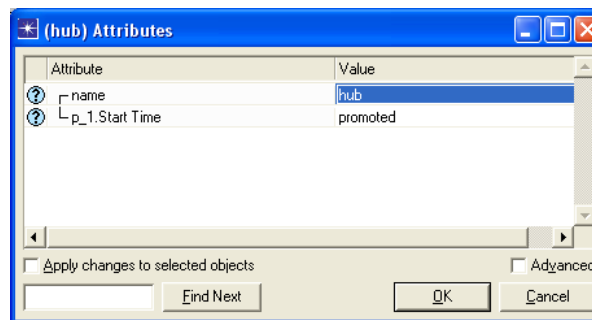 (hub) Attributes
Attribute Value
name hub
p_1.Start Time promoted
Apply changes to selected objects Advanced
Find Next OK Cancel